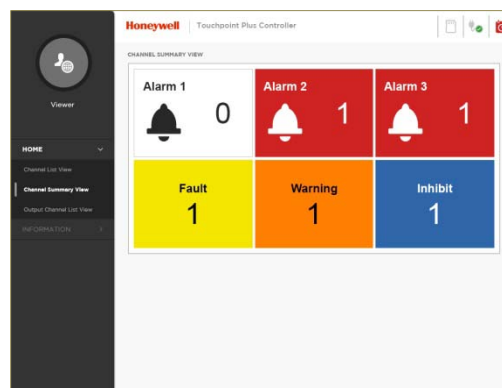 Honeywell
Touchpoint Plus Controller
Viewer
HOME
Channel List View
Channel Summary View
Output Channel List View
INFORMATION
CHANNEL SUMMARY VIEW
Alarm 1
0
Alarm 2
1
Alarm 3
1
Fault
1
Warning
1
Inhibit
1